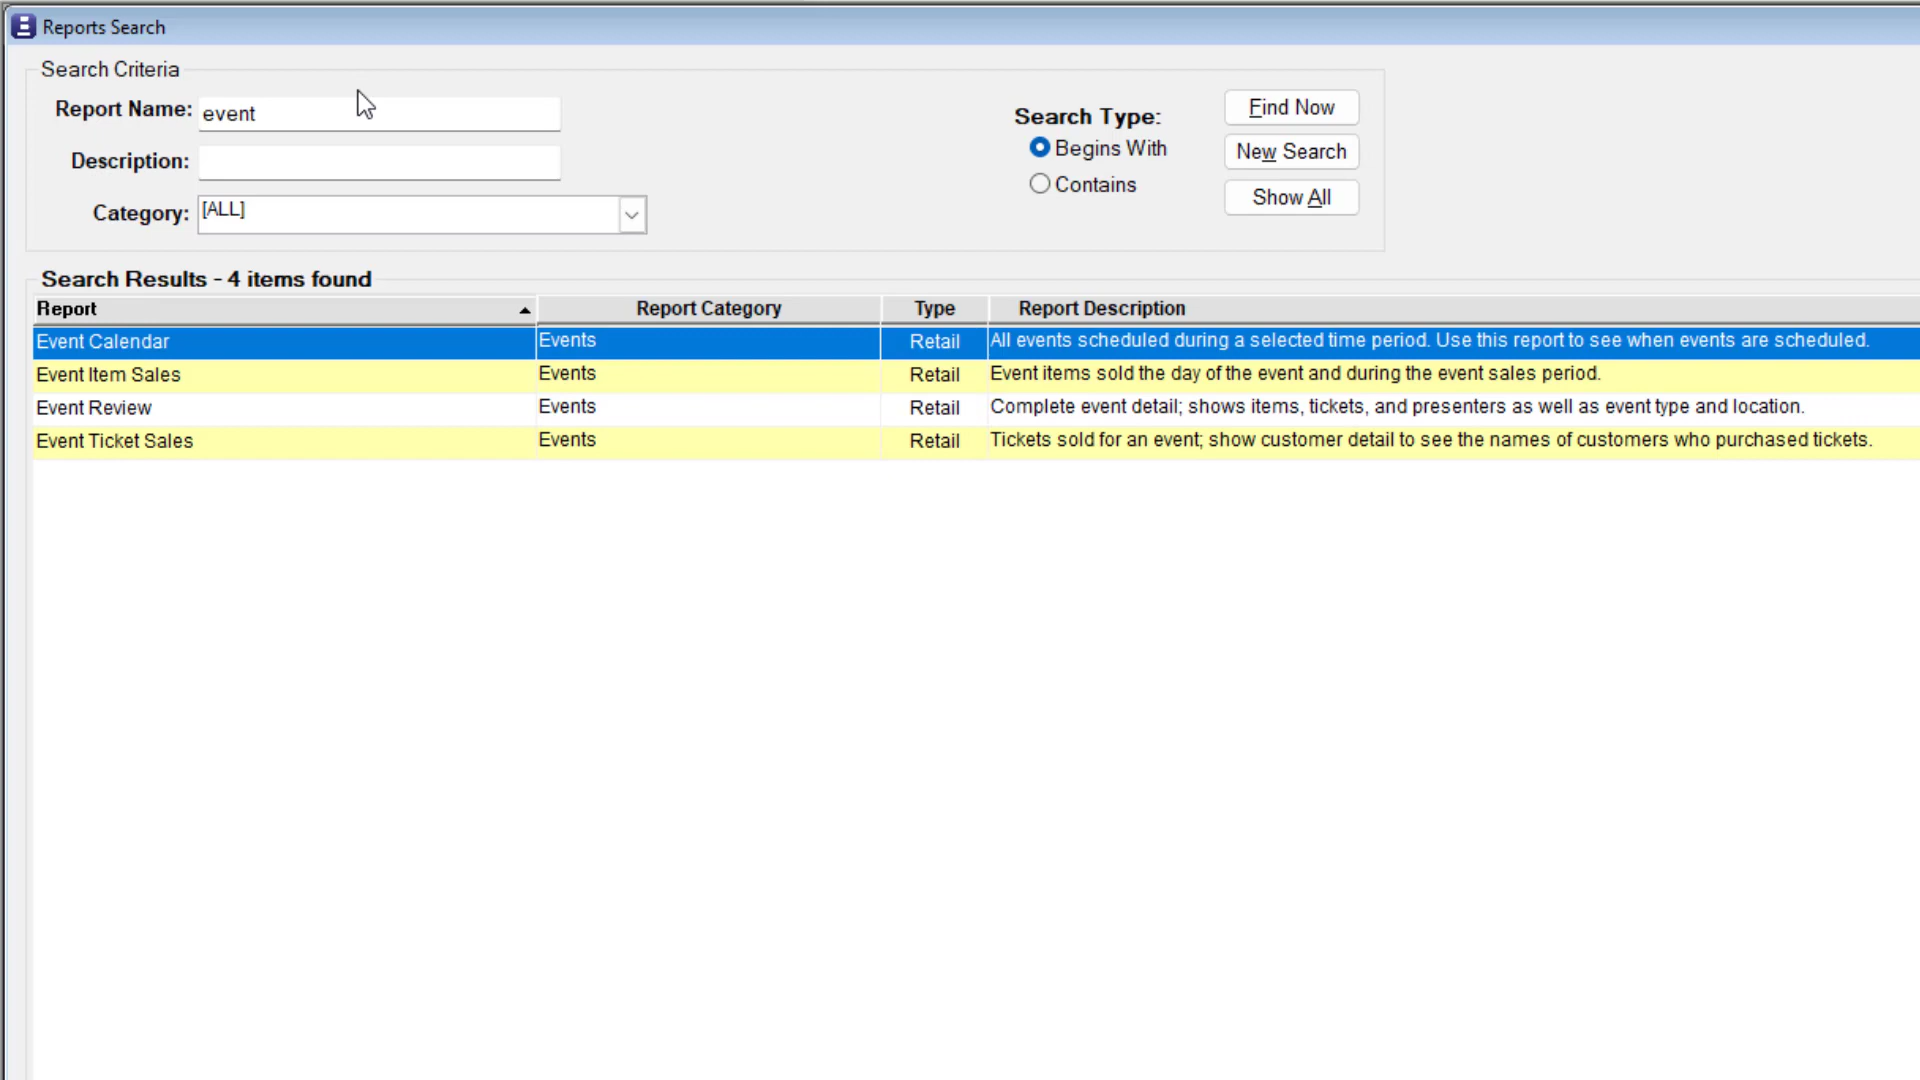 Reports Search
Search Criteria
Report Name: event
Description:
Category: [ALL]
Search Type:
Begins With
Contains
Find Now
New Search
Show All
Search Results - 4 items found
Report Report Category Type Report Description
Event Calendar Events Retail All events scheduled during a selected time period. Use this report to see when events are scheduled.
Event Item Sales Events Retail Event items sold the day of the event and during the event sales period.
Event Review Events Retail Complete event detail; shows items, tickets, and presenters as well as event type and location.
Event Ticket Sales Events Retail Tickets sold for an event; show customer detail to see the names of customers who purchased tickets.